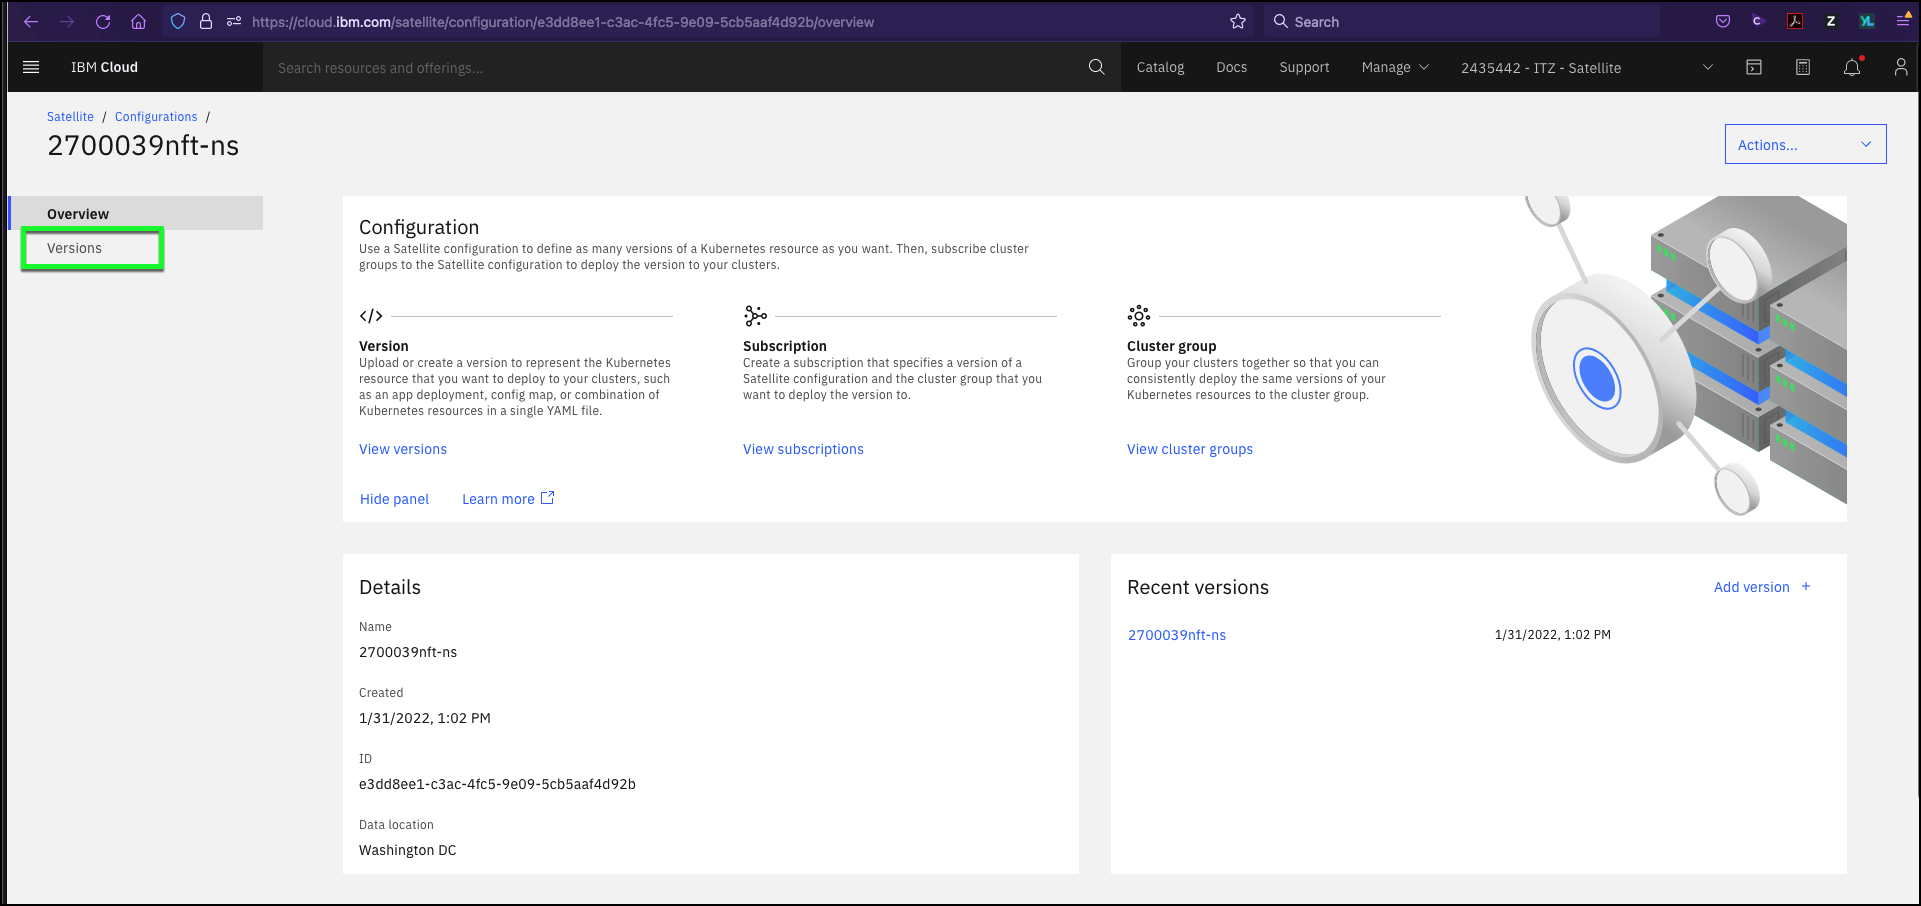 https://cloud.ibm.com/satellite/configuration/e3dd8ee1-c3ac-4fc5-9e09-5cb5aaf4d92b/overview
Search
IBM Cloud
Search resources and offerings...
Catalog
Docs
Support
Manage
2435442 - ITZ - Satellite
Satellite / Configurations /
2700039nft-ns
Actions...
Overview
Versions
Configuration
Use a Satellite configuration to define as many versions of a Kubernetes resource as you want. Then, subscribe cluster
groups to the Satellite configuration to deploy the version to your clusters.
Version
Upload or create a version to represent the Kubernetes
resource that you want to deploy to your clusters, such
as an app deployment, config map, or combination of
Kubernetes resources in a single YAML file.
View versions
Subscription
Create a subscription that specifies a version of a
Satellite configuration and the cluster group that you
want to deploy the version to.
View subscriptions
Cluster group
Group your clusters together so that you can
consistently deploy the same versions of your
Kubernetes resources to the cluster group.
View cluster groups
Hide panel
Learn more
Details
Name
2700039nft-ns
Created
1/31/2022, 1:02 PM
ID
e3dd8ee1-c3ac-4fc5-9e09-5cb5aaf4d92b
Data location
Washington DC
Recent versions
Add version +
2700039nft-ns
1/31/2022, 1:02 PM